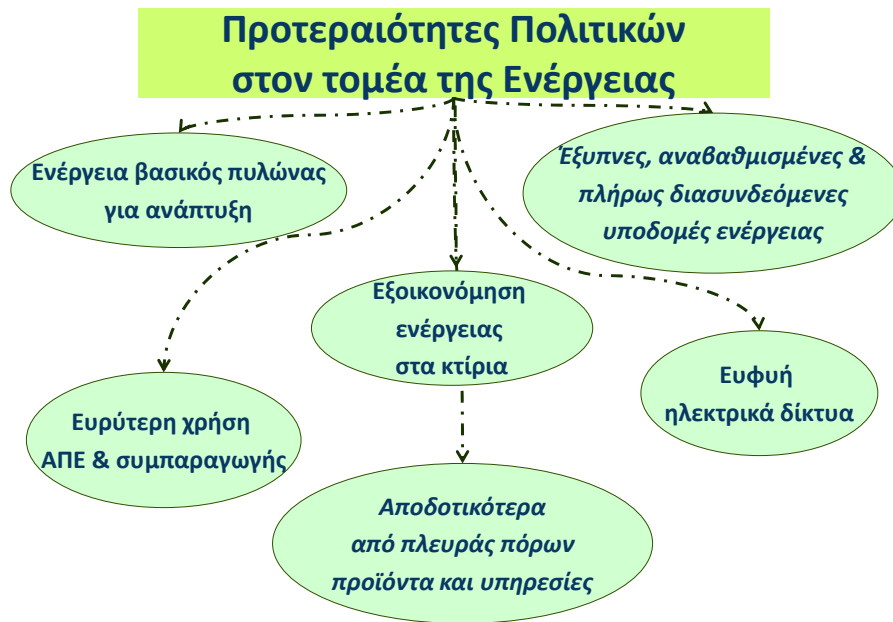 Προτεραιότητες Πολιτικών
στον τομέα της Ενέργειας
Ενέργεια βασικός πυλώνας
για ανάπτυξη
Έξυπνες, αναβαθμισμένες &
πλήρως διασυνδεόμενες
υποδομές ενέργειας
Εξοικονόμηση
ενέργειας
στα κτίρια
Ευφυή
ηλεκτρικά δίκτυα
Ευρύτερη χρήση
ΑΠΕ & συμπαραγωγής
Αποδοτικότερα
από πλευράς πόρων
προϊόντα και υπηρεσίες